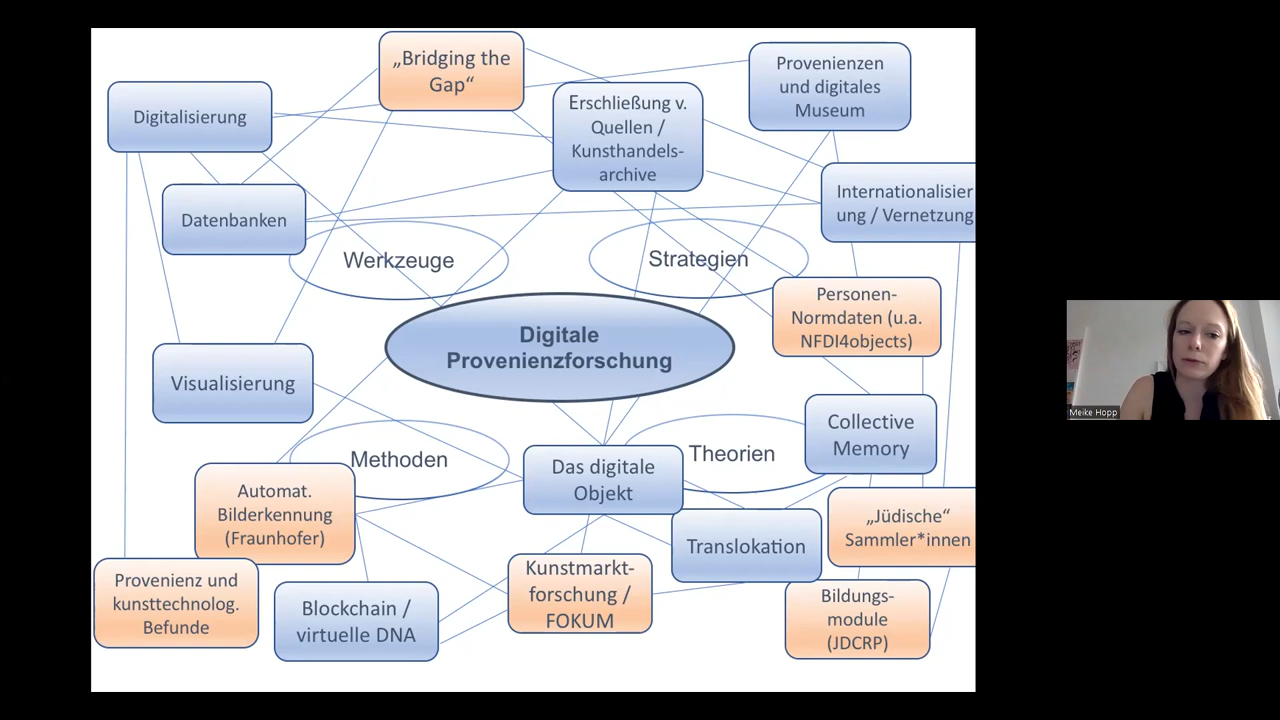 „Bridging the
Gap“
Provenienzen
und digitales
Museum
Digitalisierung
Erschließung v.
Quellen /
Kunsthandels-
archive
Datenbanken
Internationalisier
ung / Vernetzung
Werkzeuge
Strategien
Personen-
Normdaten (u.a.
NFDI4objects)
Digitale
Provenienzforschung
Visualisierung
Collective
Memory
Methoden
Theorien
Das digitale
Objekt
Automat.
Bilderkennung
(Fraunhofer)
„Jüdische“
Sammler*innen
Translokation
Provenienz und
kunsttechnolog.
Befunde
Blockchain /
virtuelle DNA
Kunstmarkt-
forschung /
FOKUM
Bildungs-
module
(JDCRP)
Meike Hopp